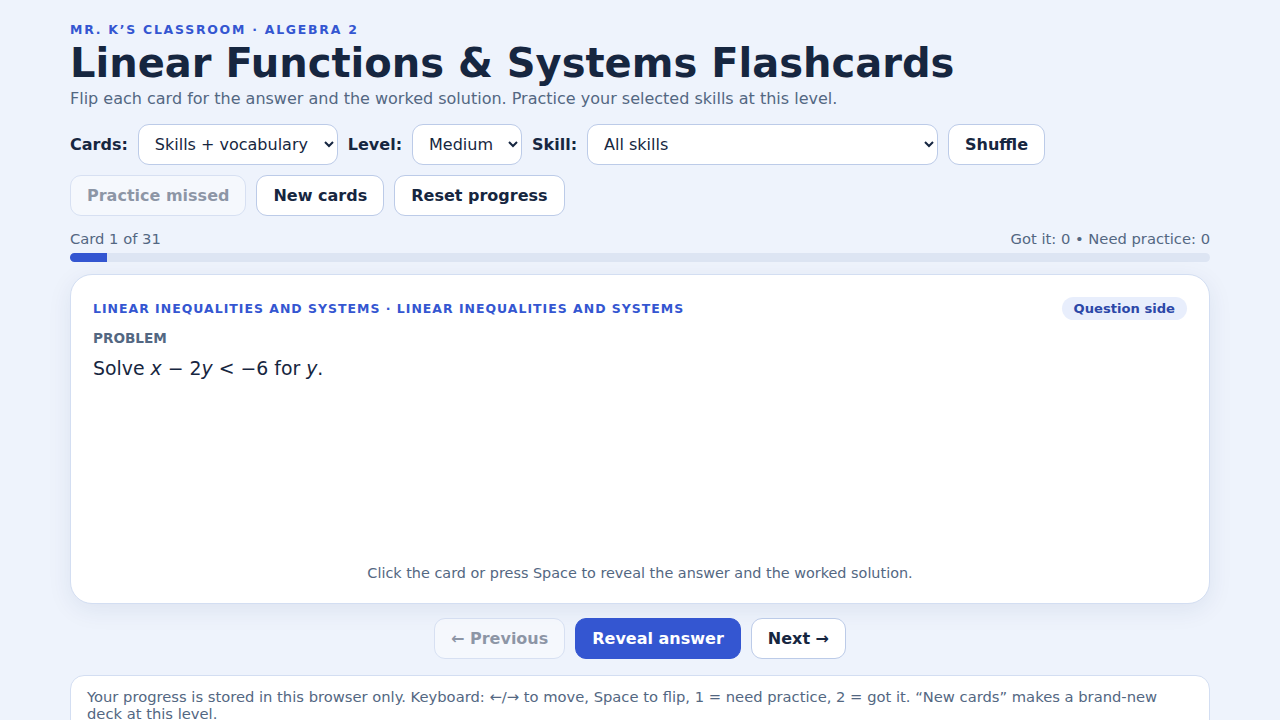 MR. K’S CLASSROOM · ALGEBRA 2
Linear Functions & Systems Flashcards
Flip each card for the answer and the worked solution. Practice your selected skills at this level.
Cards: Skills + vocabulary Level: Medium Skill: All skills Shuffle
Practice missed New cards Reset progress
Card 1 of 31 Got it: 0 • Need practice: 0
LINEAR INEQUALITIES AND SYSTEMS · LINEAR INEQUALITIES AND SYSTEMS Question side
PROBLEM
Solve x − 2y < −6 for y.
Click the card or press Space to reveal the answer and the worked solution.
← Previous Reveal answer Next →
Your progress is stored in this browser only. Keyboard: ←/→ to move, Space to flip, 1 = need practice, 2 = got it. “New cards” makes a brand-new
deck at this level.